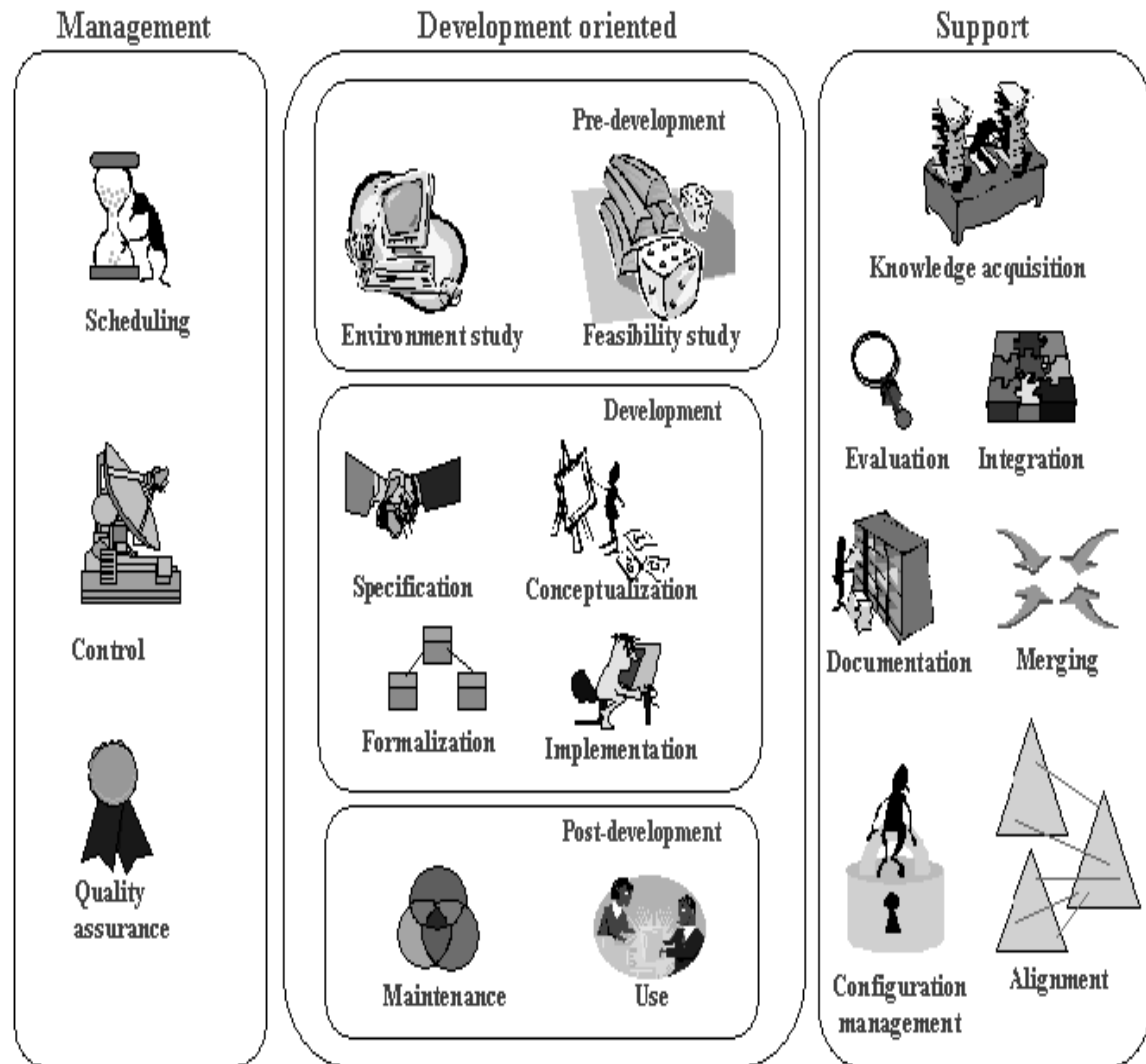 Management
Development oriented
Support
Scheduling
Control
Quality
assurance
Pre-development
Environment study
Feasibility study
Development
Specification
Conceptualization
Formalization
Implementation
Post-development
Maintenance
Use
Knowledge acquisition
Evaluation
Integration
Documentation
Merging
Configuration
management
Alignment